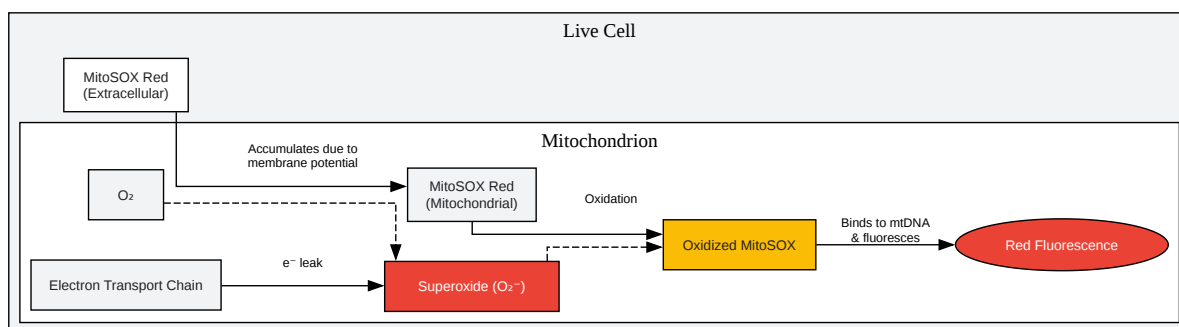 Live Cell
MitoSOX Red
(Extracellular)
Mitochondrion
Accumulates due to
membrane potential
O₂
MitoSOX Red
(Mitochondrial)
Oxidation
Oxidized MitoSOX
Binds to mtDNA
& fluoresces
Red Fluorescence
Electron Transport Chain
e⁻ leak
Superoxide (O₂⁻)